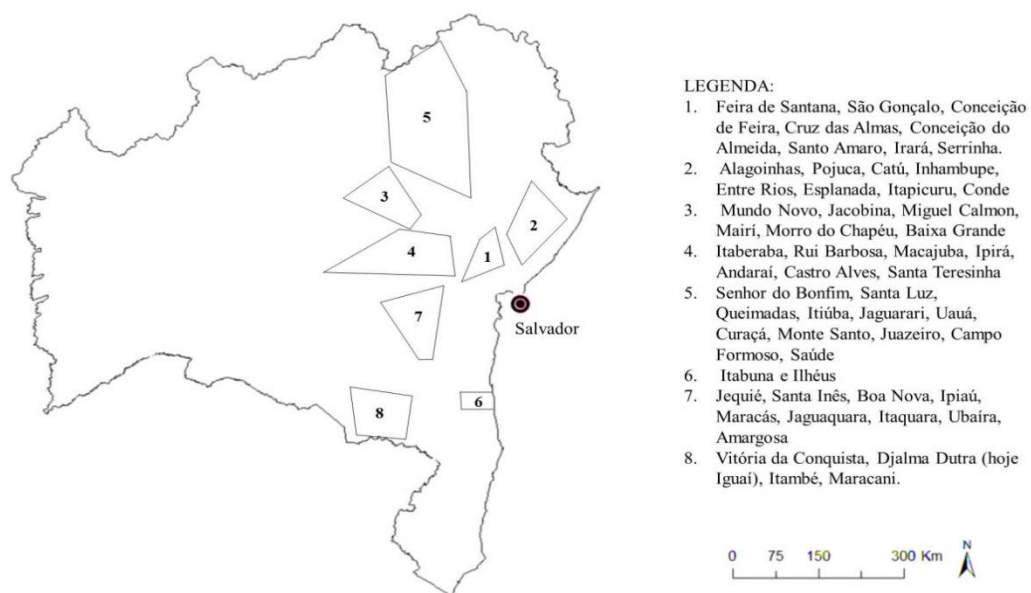 5
3
2
4
1
7
Salvador
6
8
LEGENDA:
1. Feira de Santana, São Gonçalo, Conceição
de Feira, Cruz das Almas, Conceição do
Almeida, Santo Amaro, Irará, Serrinha.
2. Alagoinhas, Pojuca, Catú, Inhambupe,
Entre Rios, Esplanada, Itapicuru, Conde
3. Mundo Novo, Jacobina, Miguel Calmon,
Mairí, Morro do Chapéu, Baixa Grande
4. Itaberaba, Rui Barbosa, Macajuba, Ipirá,
Andaraí, Castro Alves, Santa Teresinha
5. Senhor do Bonfim, Santa Luz,
Queimadas, Itiúba, Jaguarari, Uauá,
Curaçá, Monte Santo, Juazeiro, Campo
Formoso, Saúde
6. Itabuna e Ilhéus
7. Jequié, Santa Inês, Boa Nova, Ipiaú,
Maracás, Jaguaquara, Itaquara, Ubaíra,
Amargosa
8. Vitória da Conquista, Djalma Dutra (hoje
Iguaí), Itambé, Maracani.
N
0 75 150 300 Km